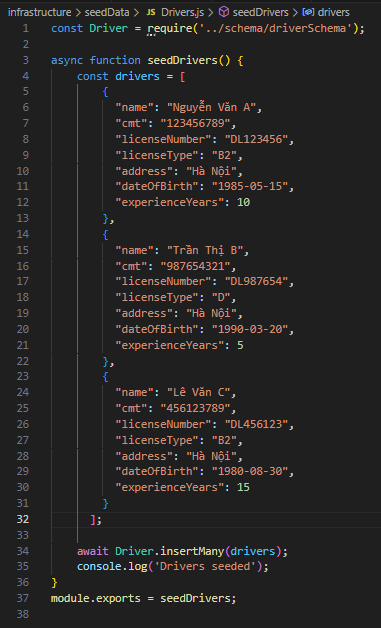 infrastructure > seedData > JS Drivers.js > seedDrivers > drivers
1 const Driver = require('../schema/driverSchema');
2
3 async function seedDrivers() {
4 const drivers = [
5 {
6 "name": "Nguyễn Văn A",
7 "cmt": "123456789",
8 "licenseNumber": "DL123456",
9 "licenseType": "B2",
10 "address": "Hà Nội",
11 "dateOfBirth": "1985-05-15",
12 "experienceYears": 10
13 },
14 {
15 "name": "Trần Thị B",
16 "cmt": "987654321",
17 "licenseNumber": "DL987654",
18 "licenseType": "D",
19 "address": "Hà Nội",
20 "dateOfBirth": "1990-03-20",
21 "experienceYears": 5
22 },
23 {
24 "name": "Lê Văn C",
25 "cmt": "456123789",
26 "licenseNumber": "DL456123",
27 "licenseType": "B2",
28 "address": "Hà Nội",
29 "dateOfBirth": "1980-08-30",
30 "experienceYears": 15
31 }
32 ];
33
34 await Driver.insertMany(drivers);
35 console.log('Drivers seeded');
36 }
37 module.exports = seedDrivers;
38